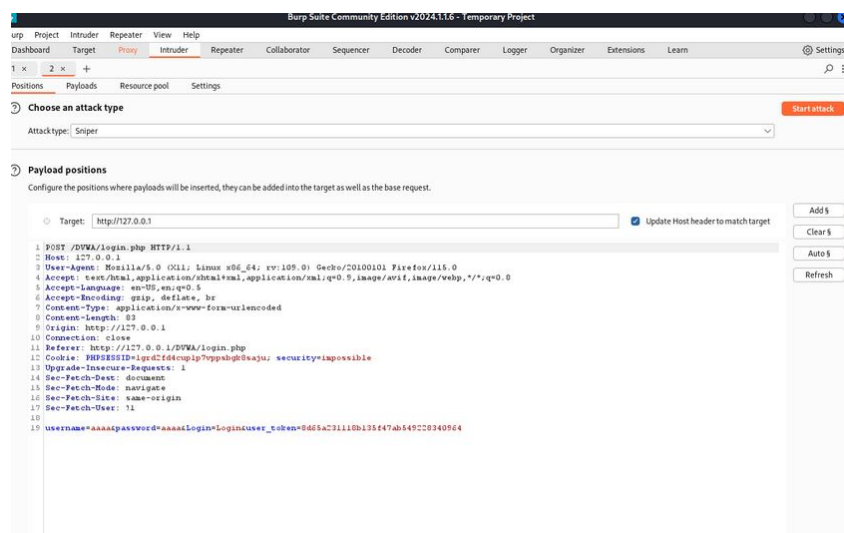 Burp Suite Community Edition v2024.1.1.6 - Temporary Project
urp Project Intruder Repeater View Help
Dashboard Target Proxy Intruder Repeater Collaborator Sequencer Decoder Comparer Logger Organizer Extensions Learn Settings
1 × 2 × +
Positions Payloads Resource pool Settings
Choose an attack type
Start attack
Attack type: Sniper
Payload positions
Configure the positions where payloads will be inserted, they can be added into the target as well as the base request.
Add §
Target: http://127.0.0.1 Update Host header to match target
Clear §
1 POST /DVWA/login.php HTTP/1.1
Auto §
2 Host: 127.0.0.1
3 User-Agent: Mozilla/5.0 (X11; Linux x86_64; rv:109.0) Gecko/20100101 Firefox/115.0
Refresh
4 Accept: text/html,application/xhtml+xml,application/xml;q=0.9,image/avif,image/webp,*/*;q=0.8
5 Accept-Language: en-US,en;q=0.5
6 Accept-Encoding: gzip, deflate, br
7 Content-Type: application/x-www-form-urlencoded
8 Content-Length: 83
9 Origin: http://127.0.0.1
10 Connection: close
11 Referer: http://127.0.0.1/DVWA/login.php
12 Cookie: security=impossible
13 Upgrade-Insecure-Requests: 1
14 Sec-Fetch-Dest: document
15 Sec-Fetch-Mode: navigate
16 Sec-Fetch-Site: same-origin
17 Sec-Fetch-User: ?1
18
19 username=aaaa&password=aaaa&Login=Login&user_token=8d65a231118b135f47ab549228340964